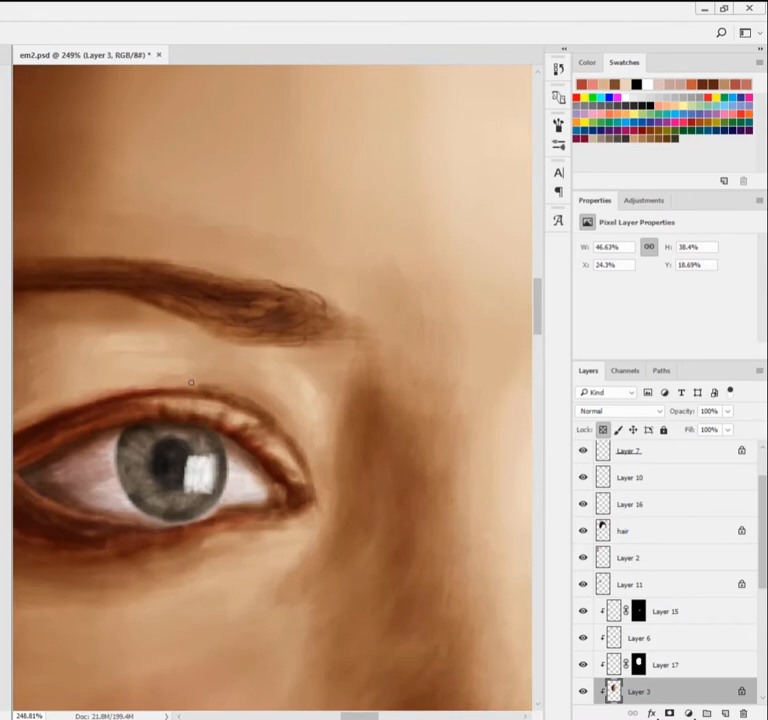 em2.psd @ 249% (Layer 3, RGB/8#) * ×
Color Swatches
Properties Adjustments
Pixel Layer Properties
W: 46.63% H: 38.4%
X: 24.3% Y: 18.69%
Layers Channels Paths
Kind
Normal Opacity: 100%
Lock: Fill: 100%
Layer 7
Layer 10
Layer 16
hair
Layer 2
Layer 11
Layer 15
Layer 6
Layer 17
Layer 3
248.81% Doc: 21.8M/199.4M
fx